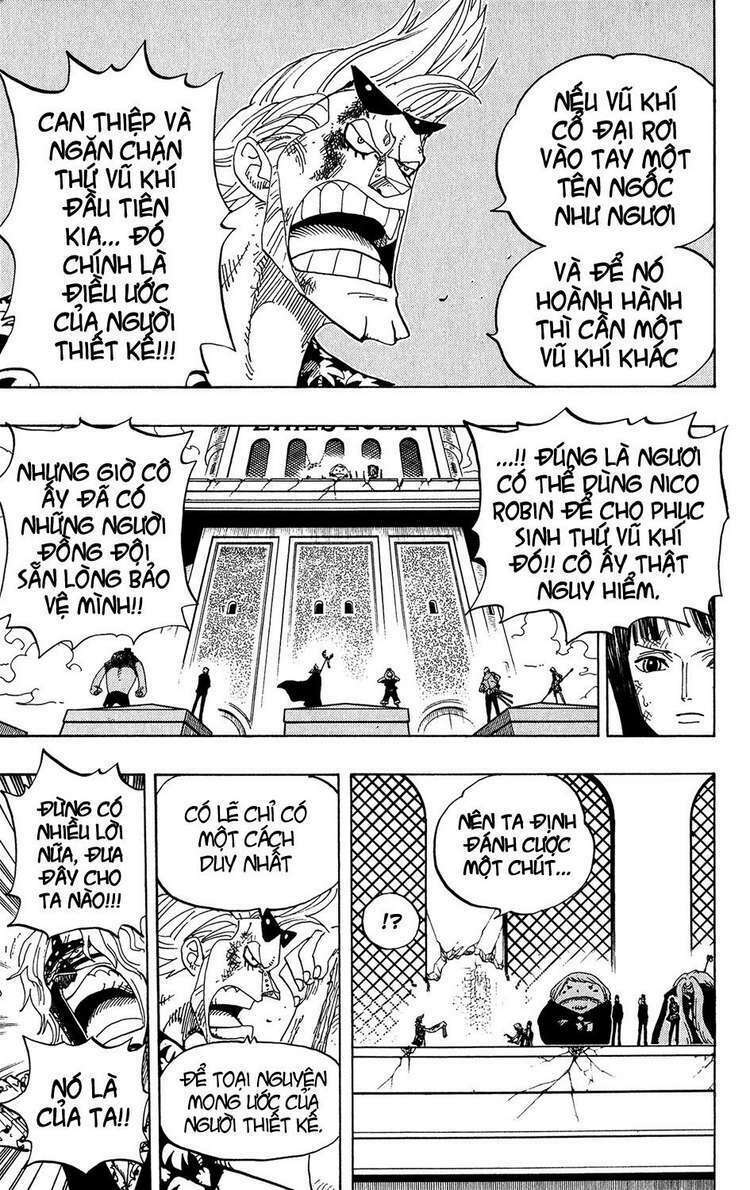 NẾU VŨ KHÍ
CỔ ĐẠI RƠI
VÀO TAY MỘT
TÊN NGỐC
NHƯ NGƯƠI
VÀ ĐỂ NÓ
HOÀNH HÀNH
THÌ CẦN MỘT
VŨ KHÍ KHÁC
CAN THIỆP VÀ
NGĂN CHẶN
THỨ VŨ KHÍ
ĐẦU TIÊN
KIA... ĐÓ
CHÍNH LÀ
ĐIỀU ƯỚC
CỦA NGƯỜI
THIẾT KẾ!!!
...!! ĐÚNG LÀ NGƯƠI
CÓ THỂ DÙNG NICO
ROBIN ĐỂ CHO PHỤC
SINH THỨ VŨ KHÍ
ĐÓ!! CÔ ẤY THẬT
NGUY HIỂM.
NHƯNG GIỜ CÔ
ẤY ĐÃ CÓ
NHỮNG NGƯỜI
ĐỒNG ĐỘI
SẴN LÒNG BẢO
VỆ MÌNH!!
NÊN TA ĐỊNH
ĐÁNH CƯỢC
MỘT CHÚT...
!?
CÓ LẼ CHỈ CÓ
MỘT CÁCH
DUY NHẤT
ĐỂ TOẠI NGUYỆN
MONG ƯỚC CỦA
NGƯỜI THIẾT KẾ.
ĐỪNG CÓ
NHIỀU LỜI
NỮA, ĐƯA
ĐÂY CHO
TA NÀO!!!
NÓ LÀ
CỦA TA!!